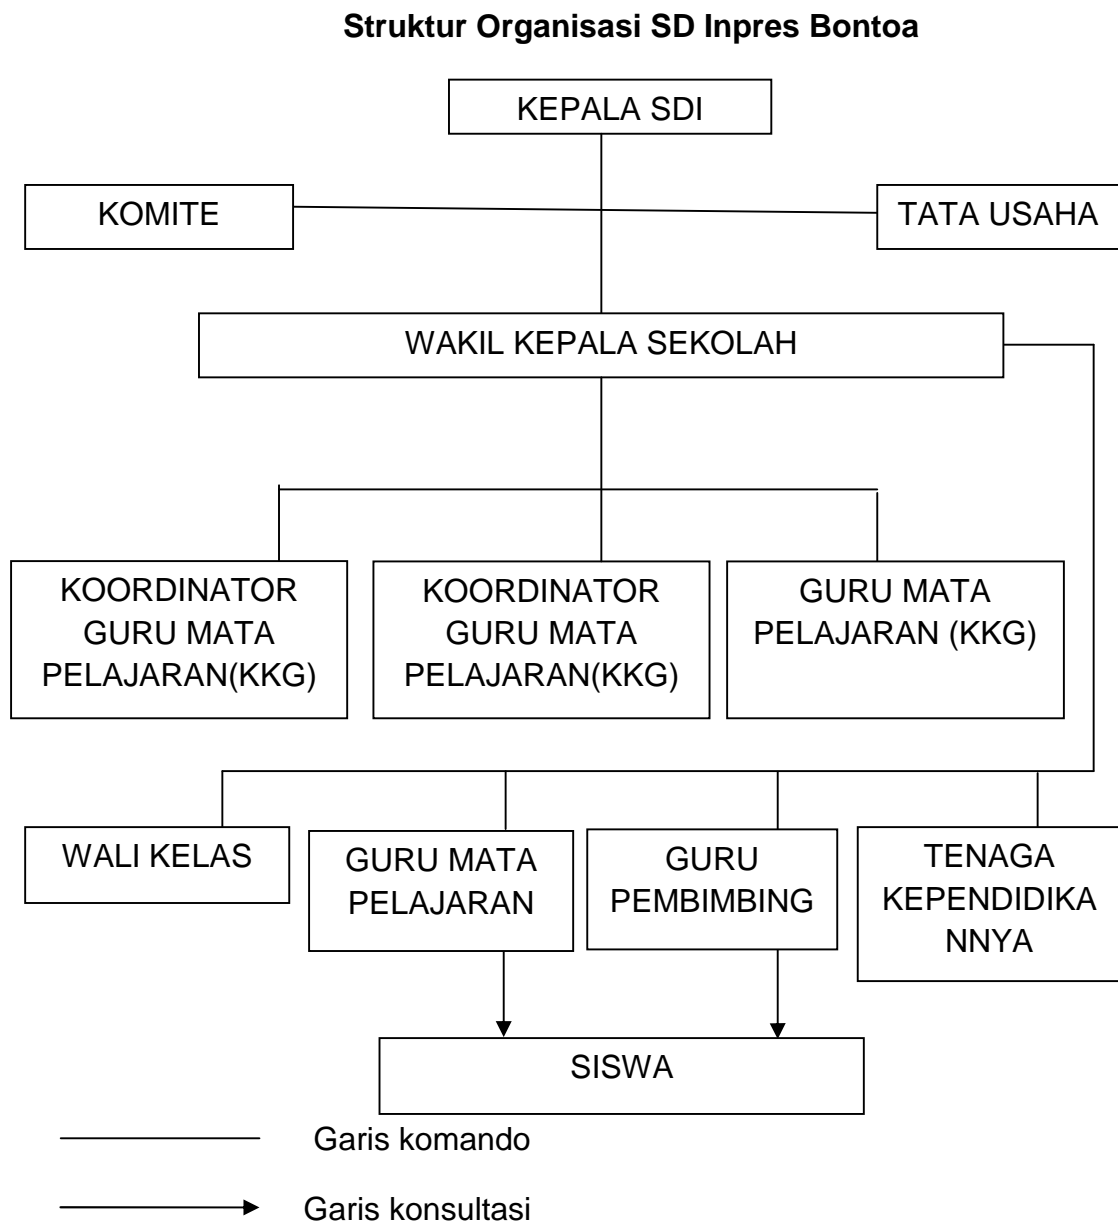 Struktur Organisasi SD Inpres Bontoa
KEPALA SDI
KOMITE
TATA USAHA
WAKIL KEPALA SEKOLAH
KOORDINATOR
GURU MATA
PELAJARAN(KKG)
KOORDINATOR
GURU MATA
PELAJARAN(KKG)
GURU MATA
PELAJARAN (KKG)
WALI KELAS
GURU MATA
PELAJARAN
GURU
PEMBIMBING
TENAGA
KEPENDIDIKA
NNYA
SISWA
Garis komando
Garis konsultasi